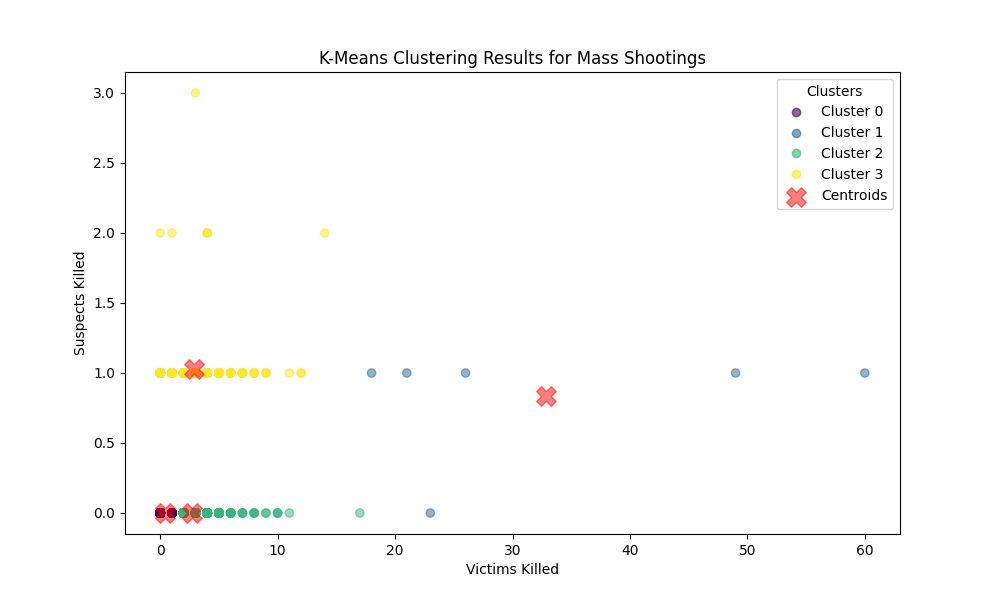 K-Means Clustering Results for Mass Shootings
Clusters
Cluster 0
Cluster 1
Cluster 2
Cluster 3
Centroids
3.0
2.5
2.0
1.5
1.0
0.5
0.0
Suspects Killed
0 10 20 30 40 50 60
Victims Killed